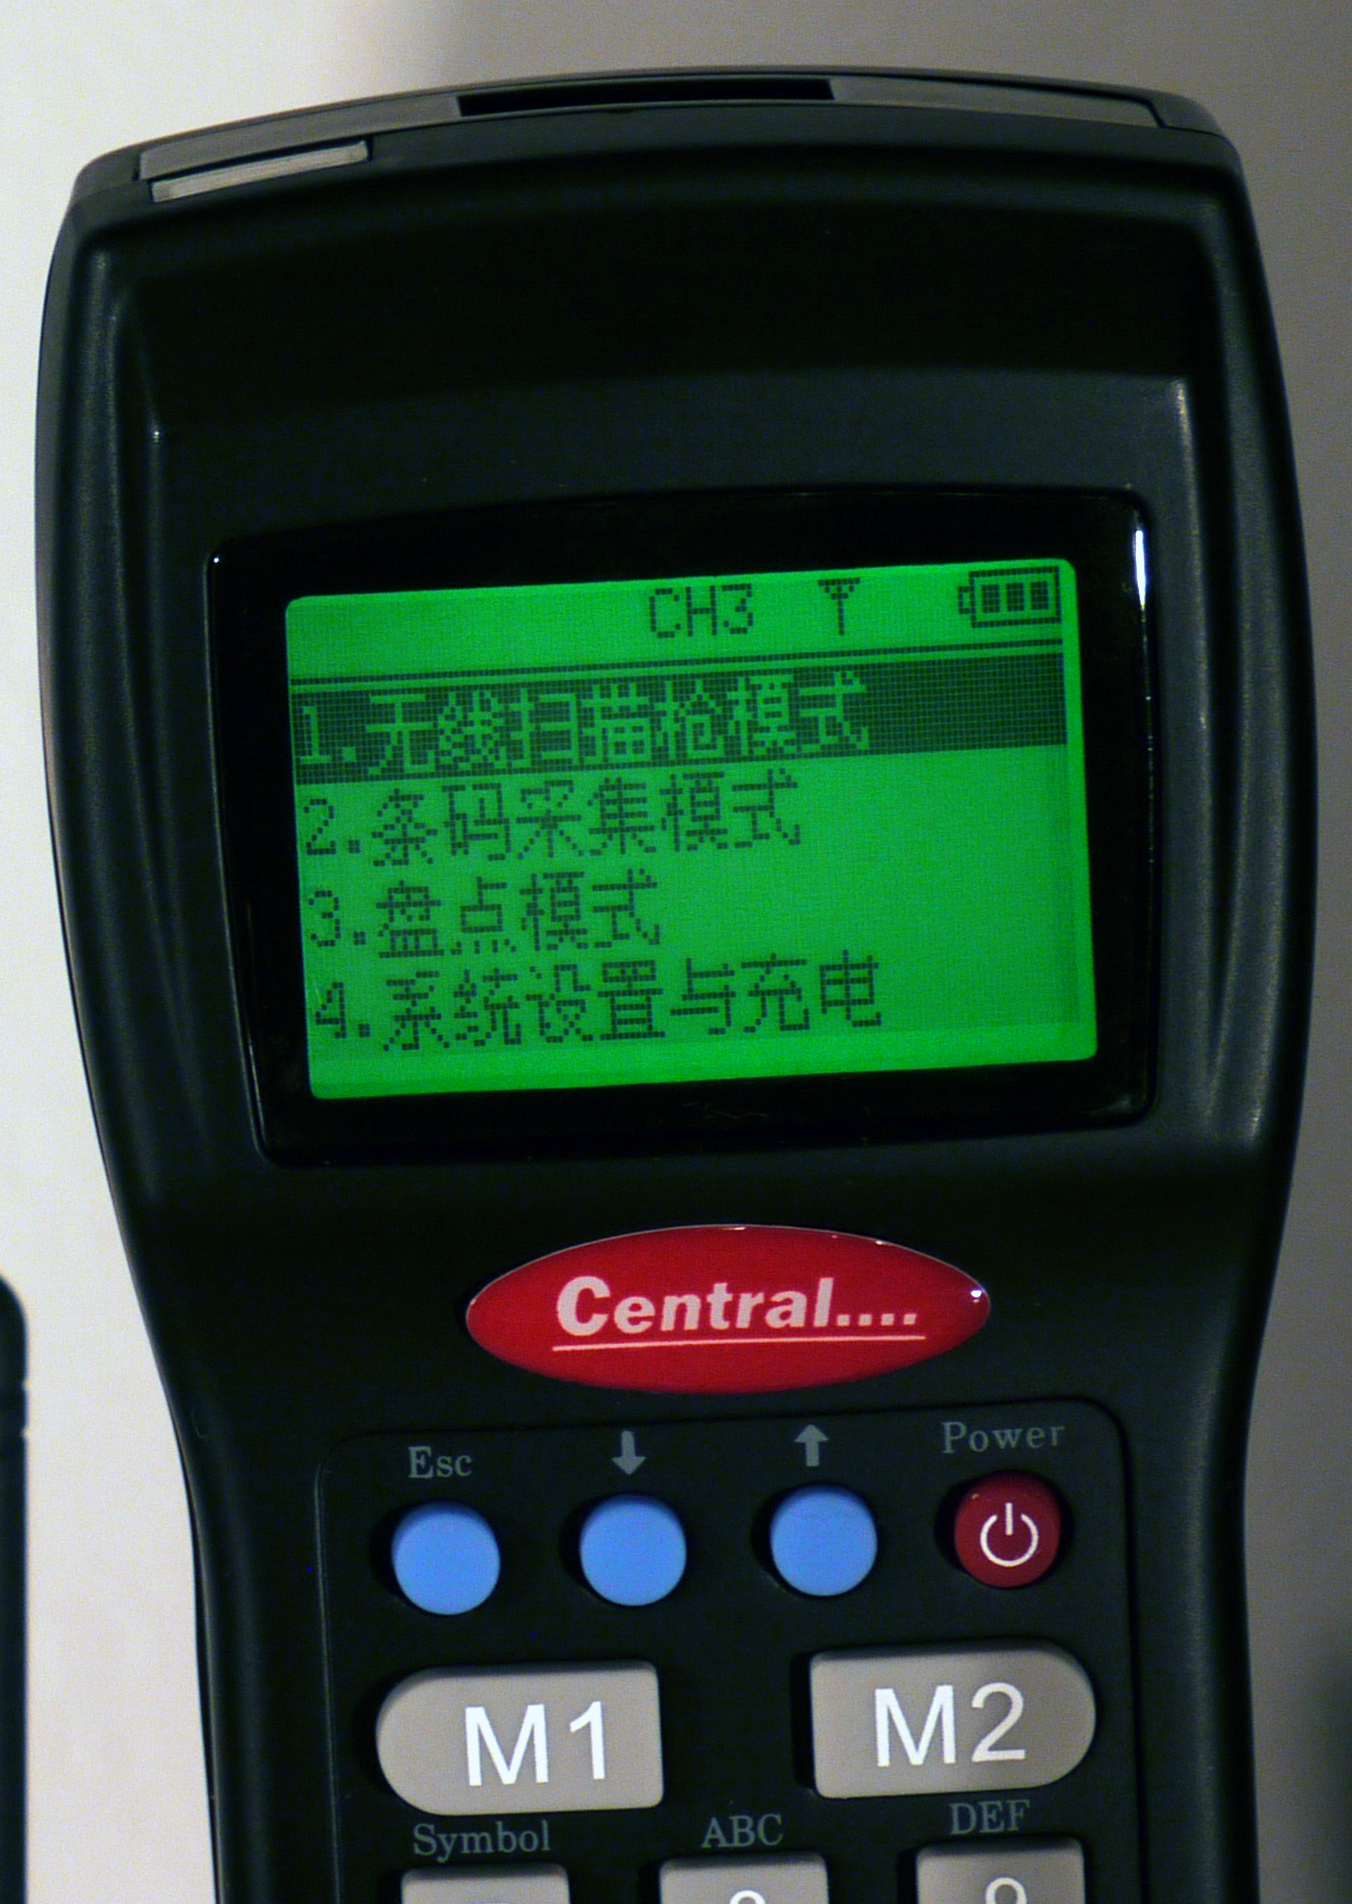 CH3
1.无线扫描枪模式
2.条码采集模式
3.盘点模式
4.系统设置与充电
Central....
Esc ↓ ↑ Power
M1 M2
Symbol ABC DEF